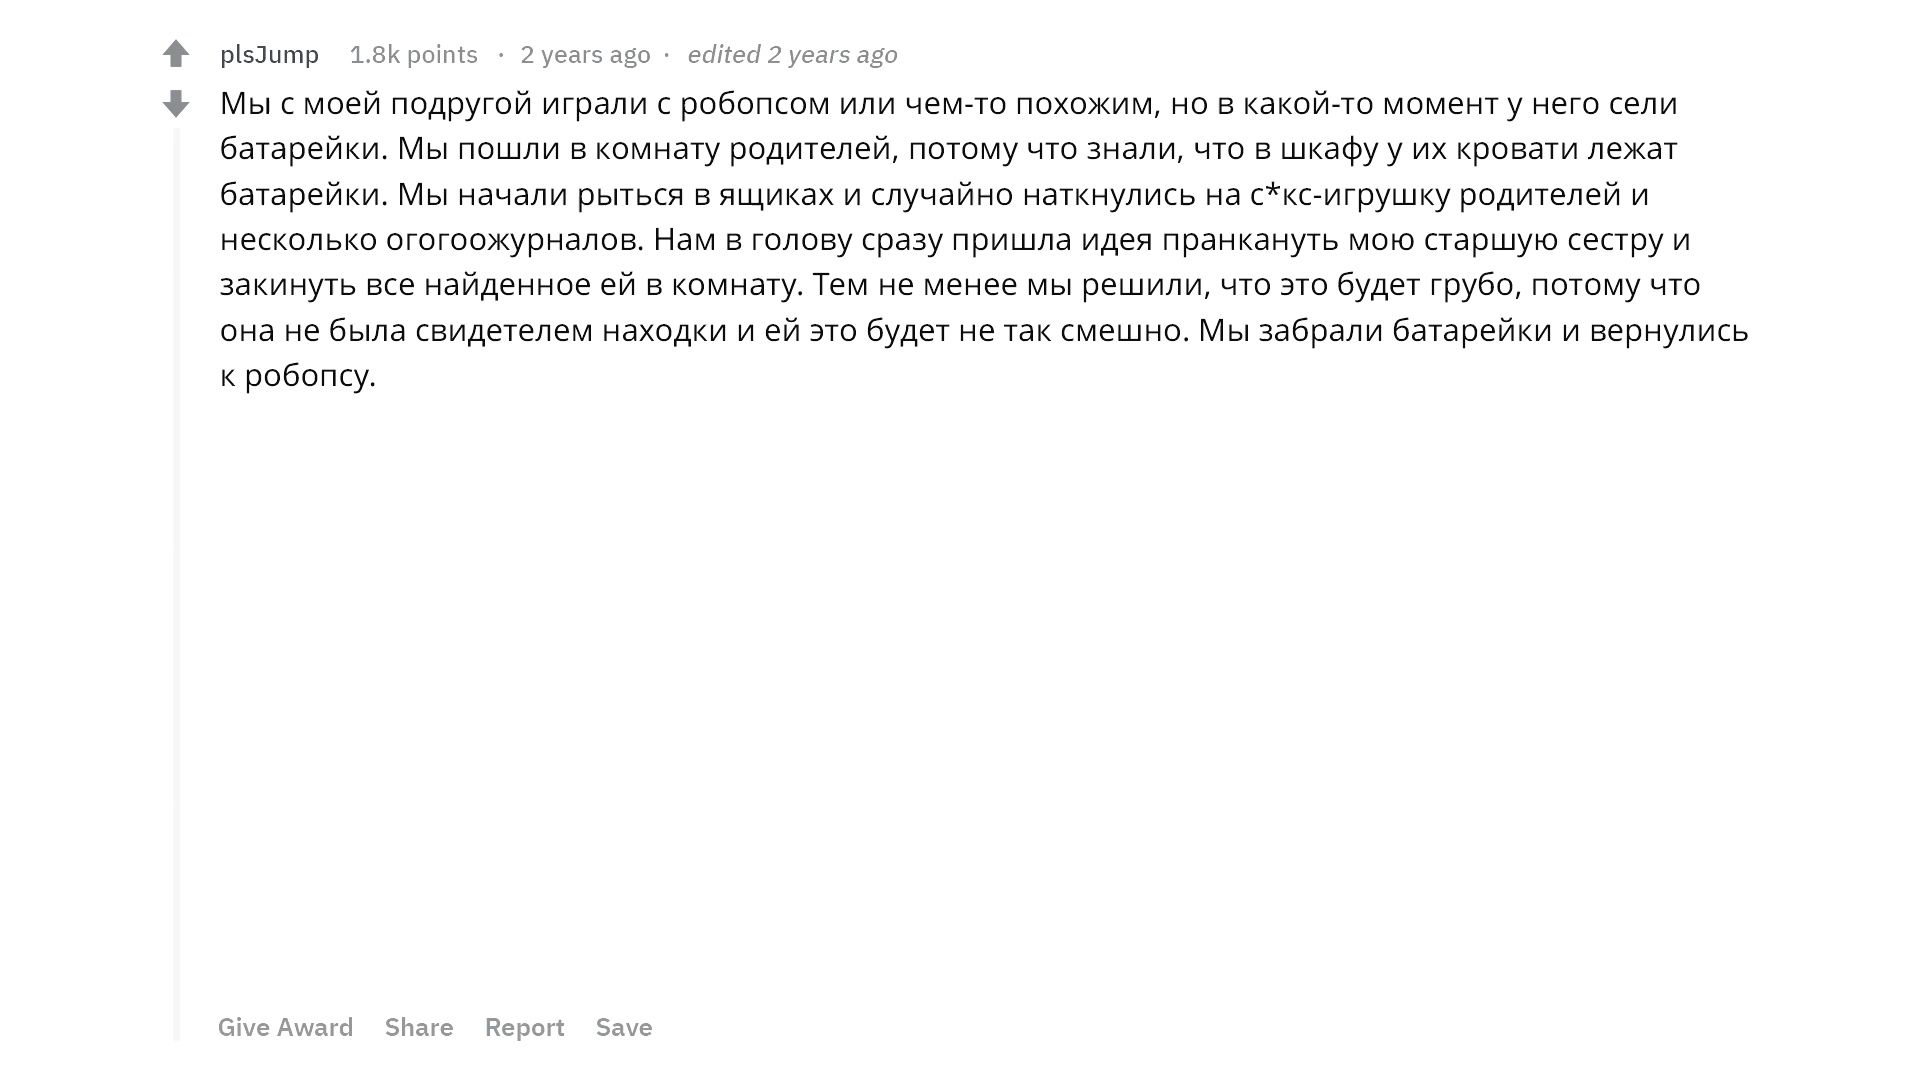 plsJump 1.8k points · 2 years ago · edited 2 years ago
Мы с моей подругой играли с робопсом или чем-то похожим, но в какой-то момент у него сели
батарейки. Мы пошли в комнату родителей, потому что знали, что в шкафу у их кровати лежат
батарейки. Мы начали рыться в ящиках и случайно наткнулись на с*кс-игрушку родителей и
несколько огогоожурналов. Нам в голову сразу пришла идея пранкануть мою старшую сестру и
закинуть все найденное ей в комнату. Тем не менее мы решили, что это будет грубо, потому что
она не была свидетелем находки и ей это будет не так смешно. Мы забрали батарейки и вернулись
к робопсу.
Give Award Share Report Save